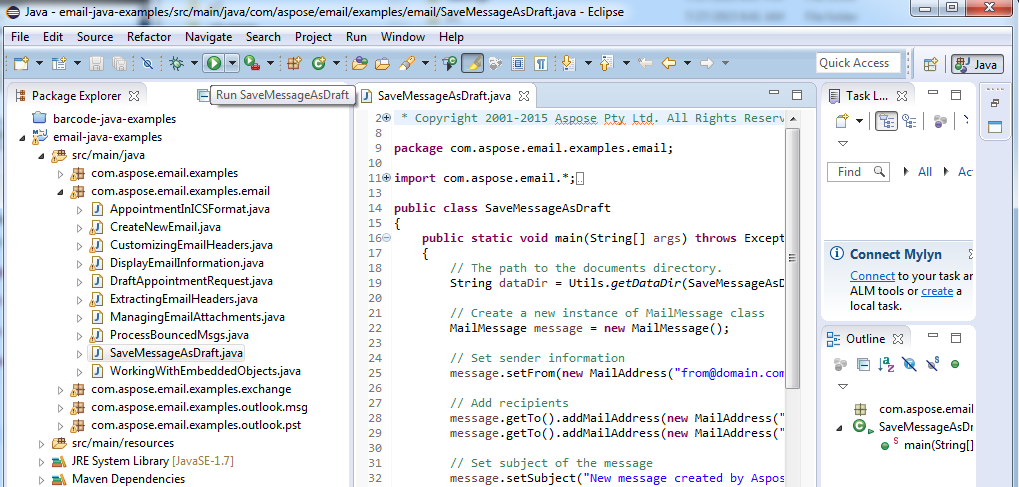 Java - email-java-examples/src/main/java/com/aspose/email/examples/email/SaveMessageAsDraft.java - Eclipse
File Edit Source Refactor Navigate Search Project Run Window Help
Quick Access
Java
Package Explorer
Run SaveMessageAsDraft
SaveMessageAsDraft.java
Task L...
barcode-java-examples
email-java-examples
src/main/java
com.aspose.email.examples
com.aspose.email.examples.email
AppointmentInICSFormat.java
CreateNewEmail.java
CustomizingEmailHeaders.java
DisplayEmailInformation.java
DraftAppointmentRequest.java
ExtractingEmailHeaders.java
ManagingEmailAttachments.java
ProcessBouncedMsgs.java
SaveMessageAsDraft.java
WorkingWithEmbeddedObjects.java
com.aspose.email.examples.exchange
com.aspose.email.examples.outlook.msg
com.aspose.email.examples.outlook.pst
src/main/resources
JRE System Library [JavaSE-1.7]
Maven Dependencies
2 * Copyright 2001-2015 Aspose Pty Ltd. All Rights Reserv
8
9 package com.aspose.email.examples.email;
10
11 import com.aspose.email.*;
13
14 public class SaveMessageAsDraft
15 {
16 public static void main(String[] args) throws Except
17 {
18 // The path to the documents directory.
19 String dataDir = Utils.getDataDir(SaveMessageAsD
20
21 // Create a new instance of MailMessage class
22 MailMessage message = new MailMessage();
23
24 // Set sender information
25 message.setFrom(new MailAddress("from@domain.com
26
27 // Add recipients
28 message.getTo().addMailAddress(new MailAddress("
29 message.getTo().addMailAddress(new MailAddress("
30
31 // Set subject of the message
32 message.setSubject("New message created by Aspos
Find All Ac
Connect Mylyn
Connect to your task an
ALM tools or create a
local task.
Outline
com.aspose.email
SaveMessageAsDr
main(String[]